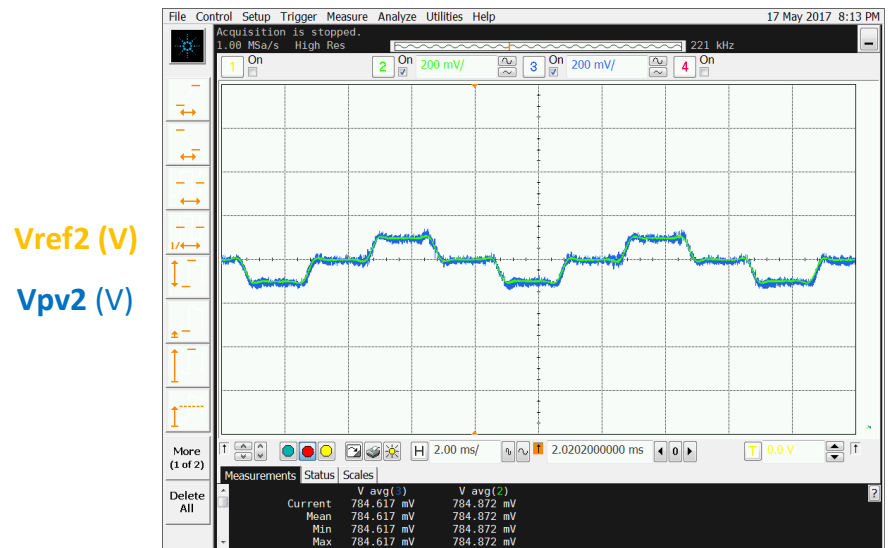 File Control Setup Trigger Measure Analyze Utilities Help 17 May 2017 8:13 PM
Acquisition is stopped.
1.00 MSa/s High Res 221 kHz
1 On 2 On 200 mV/ 3 On 200 mV/ 4 On
Vref2 (V)
1/
Vpv2 (V)
More
(1 of 2)
Delete
All
H 2.00 ms/ T 2.0202000000 ms 0 T 0.0 V
Measurements Status Scales
V avg(3) V avg(2)
Current 784.617 mV 784.872 mV
Mean 784.617 mV 784.872 mV
Min 784.617 mV 784.872 mV
Max 784.617 mV 784.872 mV
?